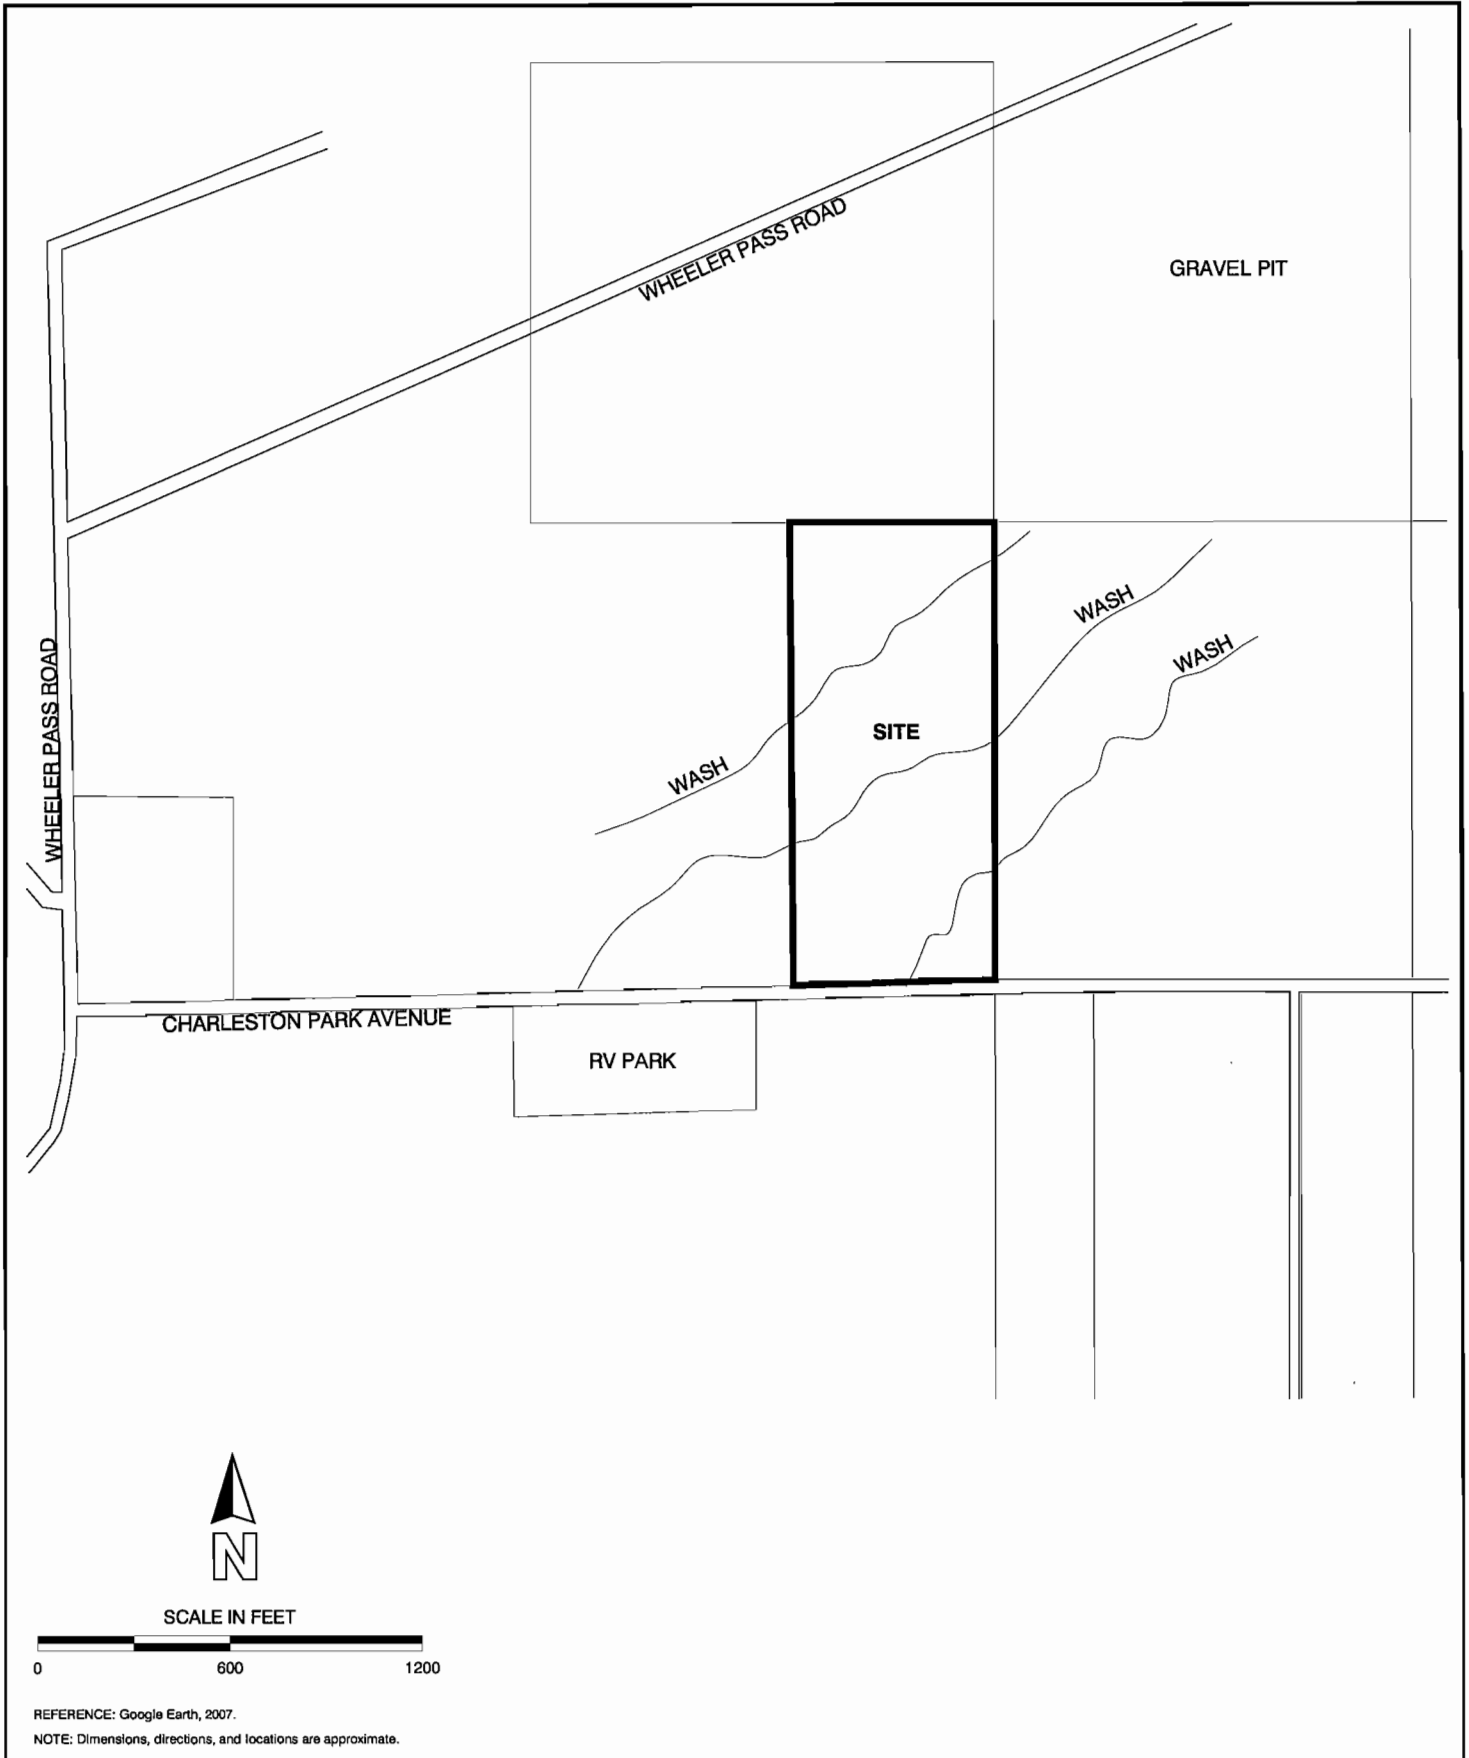 WHEELER PASS ROAD
GRAVEL PIT
WASH
WASH
WHEELER PASS ROAD
SITE
WASH
CHARLESTON PARK AVENUE
RV PARK
N
SCALE IN FEET
0 600 1200
REFERENCE: Google Earth, 2007.
NOTE: Dimensions, directions, and locations are approximate.